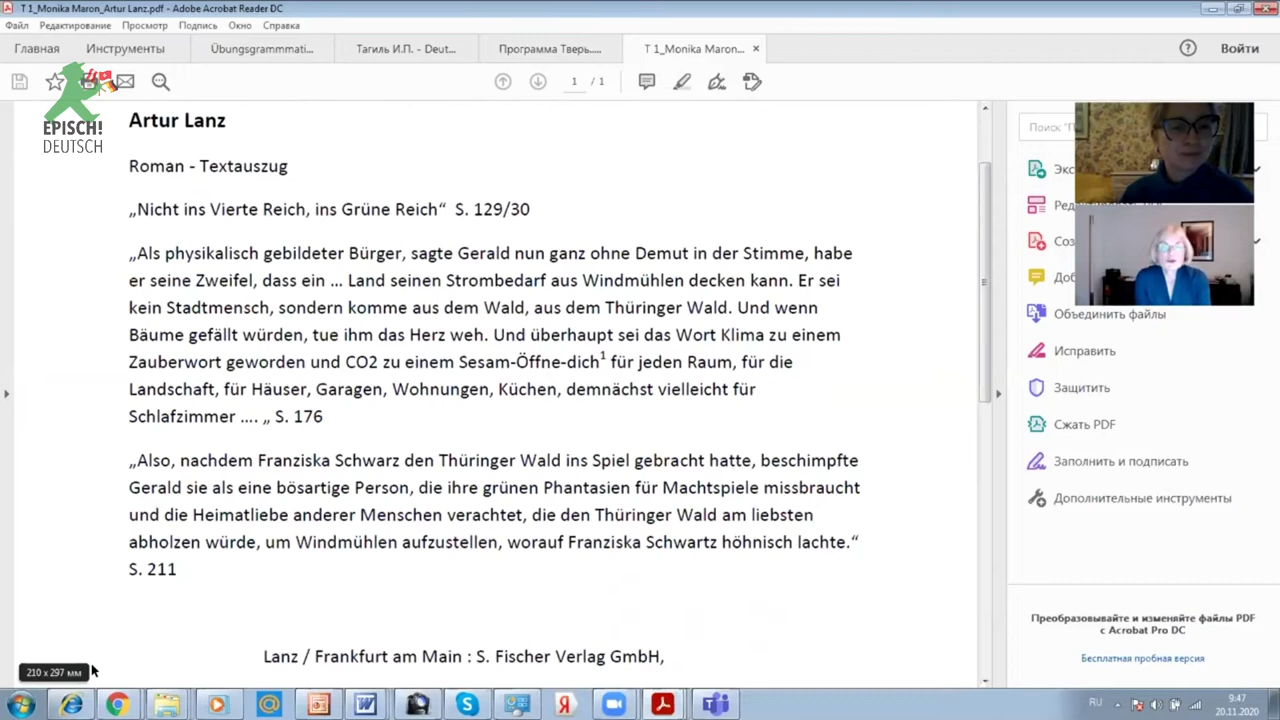 T 1_Monika Maron_Artur Lanz.pdf - Adobe Acrobat Reader DC
Файл Редактирование Просмотр Подпись Окно Справка
Главная Инструменты Übungsgrammmati... Тагиль И.П. - Deut... Программа Тверь.... T 1_Monika Maron... × Войти
1 / 1
EPISCH!
DEUTSCH
Artur Lanz
Roman - Textauszug
„Nicht ins Vierte Reich, ins Grüne Reich“ S. 129/30
„Als physikalisch gebildeter Bürger, sagte Gerald nun ganz ohne Demut in der Stimme, habe
er seine Zweifel, dass ein ... Land seinen Strombedarf aus Windmühlen decken kann. Er sei
kein Stadtmensch, sondern komme aus dem Wald, aus dem Thüringer Wald. Und wenn
Bäume gefällt würden, tue ihm das Herz weh. Und überhaupt sei das Wort Klima zu einem
Zauberwort geworden und CO2 zu einem Sesam-Öffne-dich¹ für jeden Raum, für die
Landschaft, für Häuser, Garagen, Wohnungen, Küchen, demnächst vielleicht für
Schlafzimmer .... „ S. 176
„Also, nachdem Franziska Schwarz den Thüringer Wald ins Spiel gebracht hatte, beschimpfte
Gerald sie als eine bösartige Person, die ihre grünen Phantasien für Machtspiele missbraucht
und die Heimatliebe anderer Menschen verachtet, die den Thüringer Wald am liebsten
abholzen würde, um Windmühlen aufzustellen, worauf Franziska Schwartz höhnisch lachte.“
S. 211
Lanz / Frankfurt am Main : S. Fischer Verlag GmbH,
210 x 297 мм
Поиск "П
Экс
Ред
Соз
Доб
Объединить файлы
Исправить
Защитить
Сжать PDF
Заполнить и подписать
Дополнительные инструменты
Преобразовывайте и изменяйте файлы PDF
с Acrobat Pro DC
Бесплатная пробная версия
RU
9:47
20.11.2020